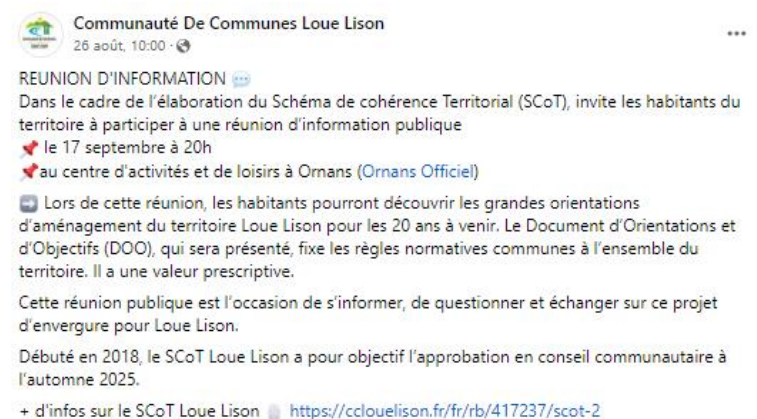 Communauté De Communes Loue Lison
26 août, 10:00 ·
REUNION D'INFORMATION 💬
Dans le cadre de l'élaboration du Schéma de cohérence Territorial (SCoT), invite les habitants du
territoire à participer à une réunion d'information publique
📌 le 17 septembre à 20h
📌au centre d'activités et de loisirs à Ornans (Ornans Officiel)
➡️ Lors de cette réunion, les habitants pourront découvrir les grandes orientations
d'aménagement du territoire Loue Lison pour les 20 ans à venir. Le Document d'Orientations et
d'Objectifs (DOO), qui sera présenté, fixe les règles normatives communes à l'ensemble du
territoire. Il a une valeur prescriptive.
Cette réunion publique est l'occasion de s'informer, de questionner et échanger sur ce projet
d'envergure pour Loue Lison.
Débuté en 2018, le SCoT Loue Lison a pour objectif l'approbation en conseil communautaire à
l'automne 2025.
+ d'infos sur le SCoT Loue Lison https://cclouelison.fr/fr/rb/417237/scot-2